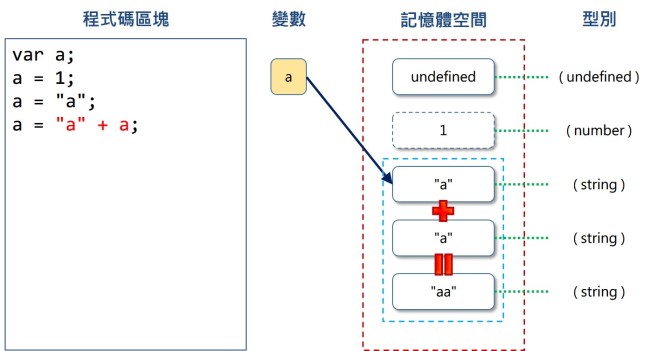 程式碼區塊
變數
記憶體空間
型別
var a;
a = 1;
a = "a";
a = "a" + a;
a
undefined
( undefined )
1
( number )
"a"
( string )
+
"a"
( string )
=
"aa"
( string )